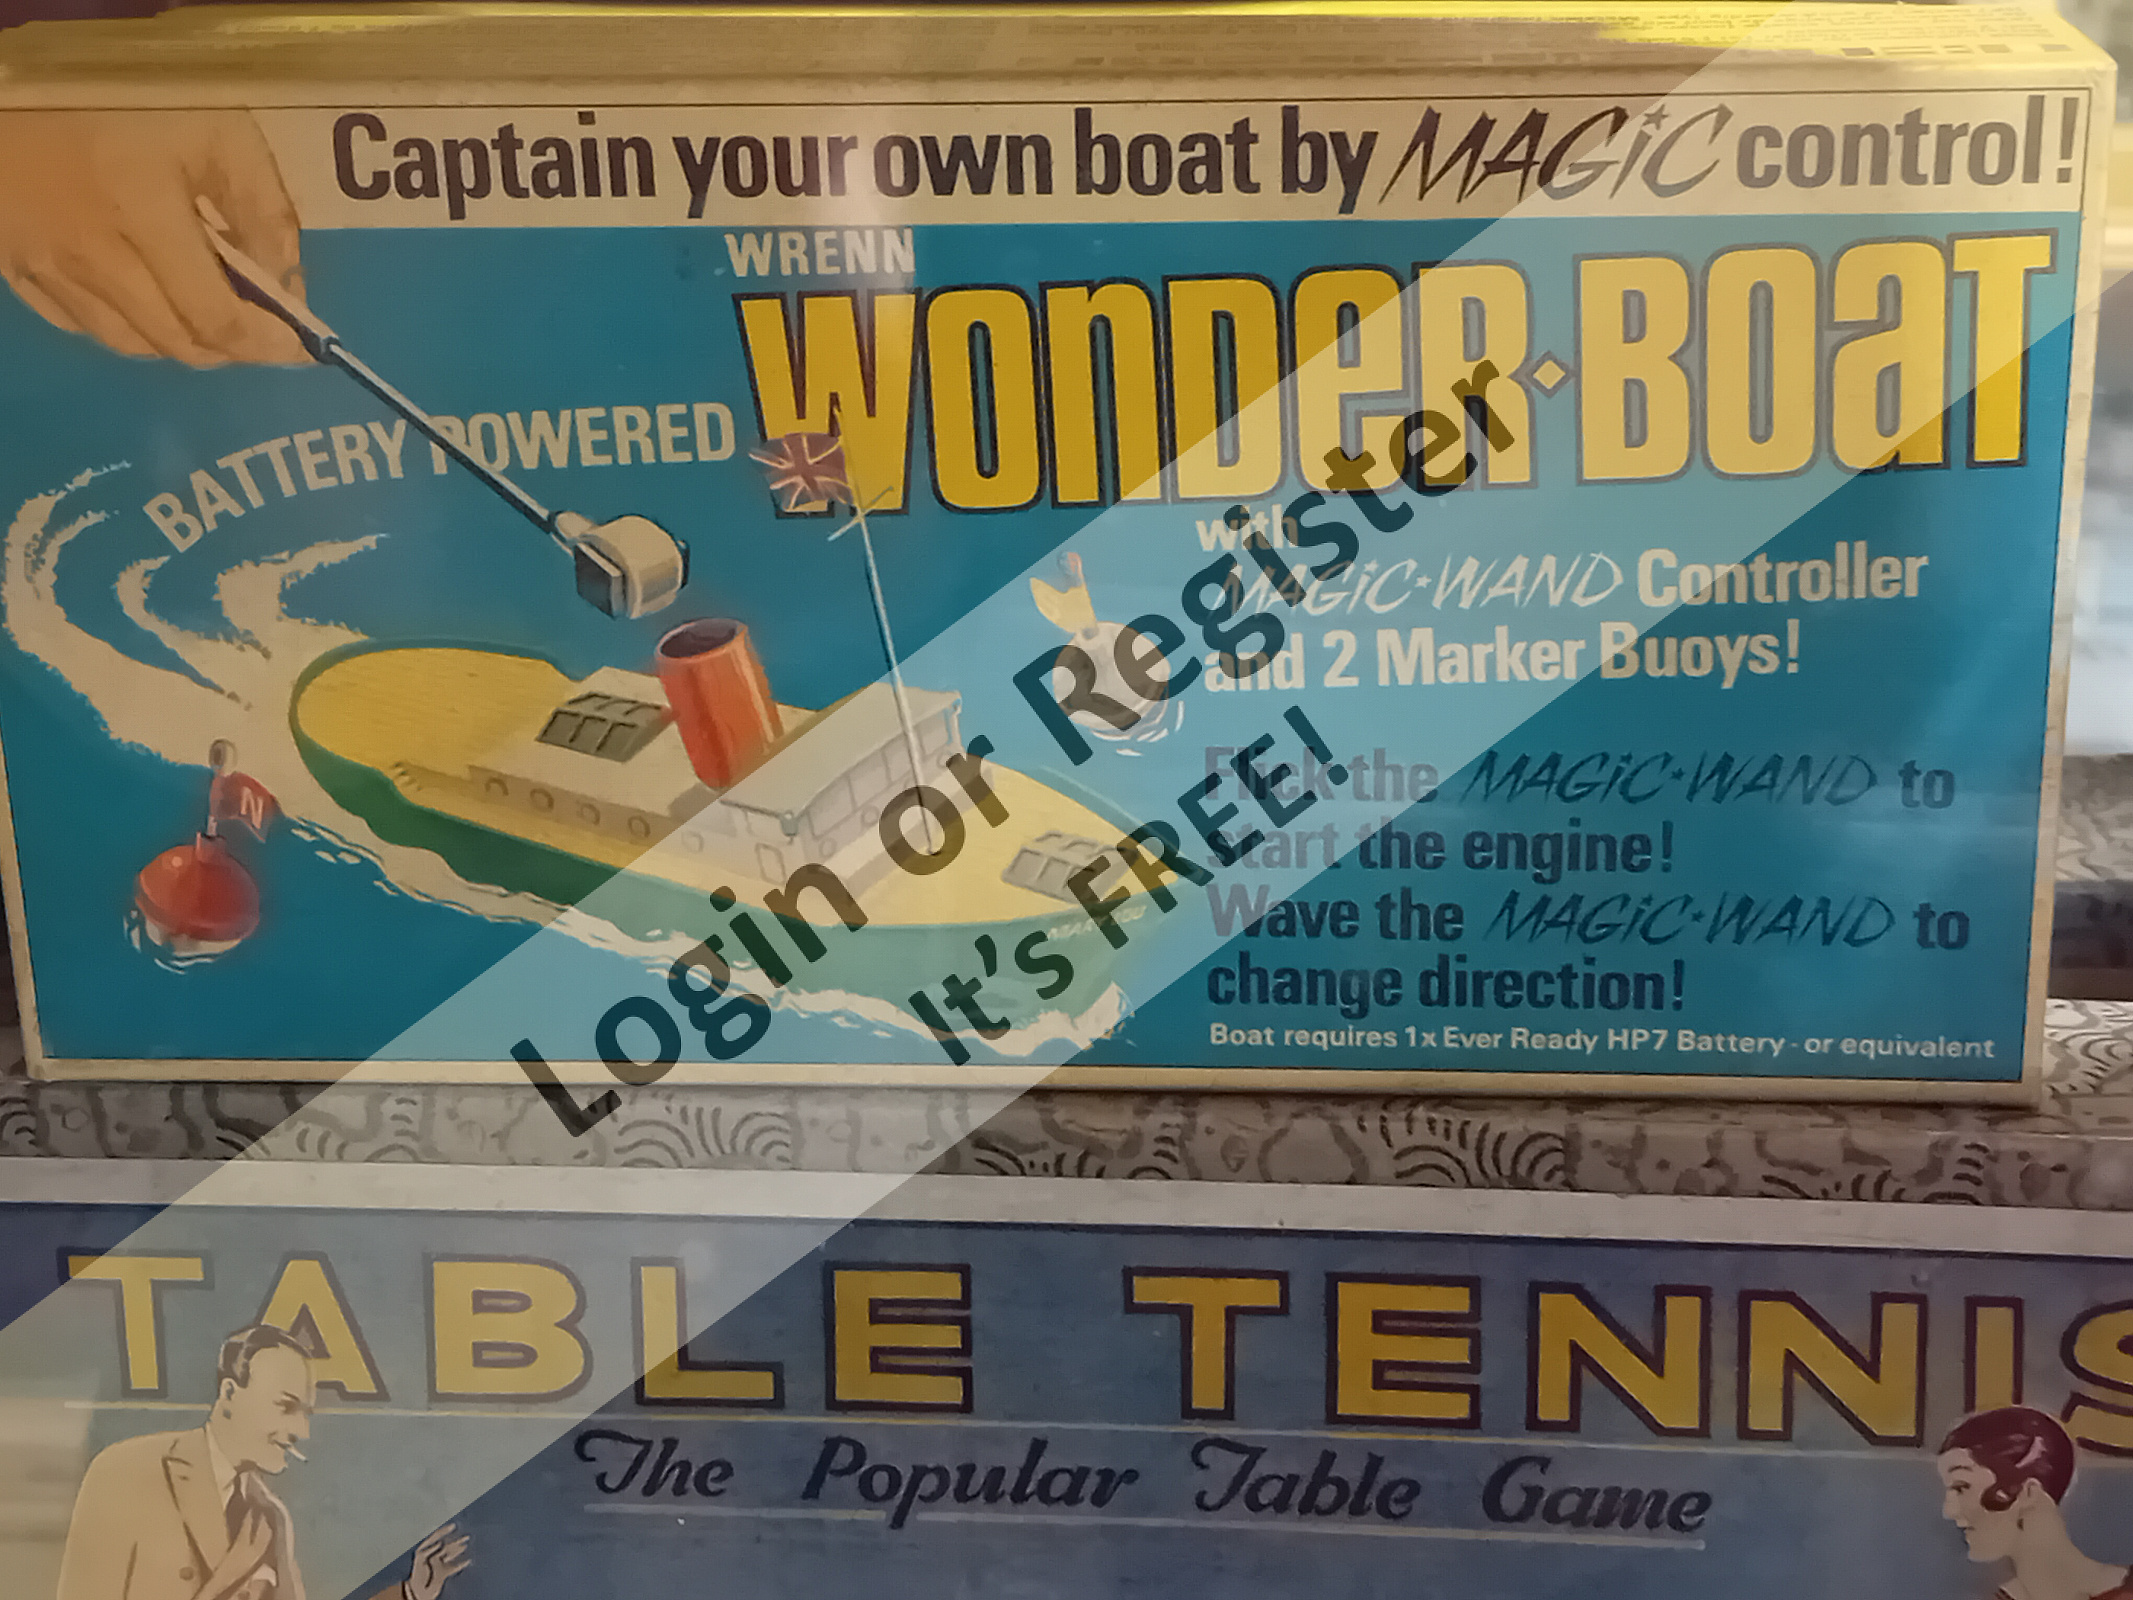 Captain your own boat by MAGiC control!
WRENN
WONDER·BOAT
BATTERY POWERED
with
MAGiC★WAND Controller
and 2 Marker Buoys!
N
Flick the MAGiC★WAND to
start the engine!
Wave the MAGiC★WAND to
change direction!
Boat requires 1x Ever Ready HP7 Battery - or equivalent
Login or Register
It's FREE!
TABLE TENNIS
The Popular Table Game